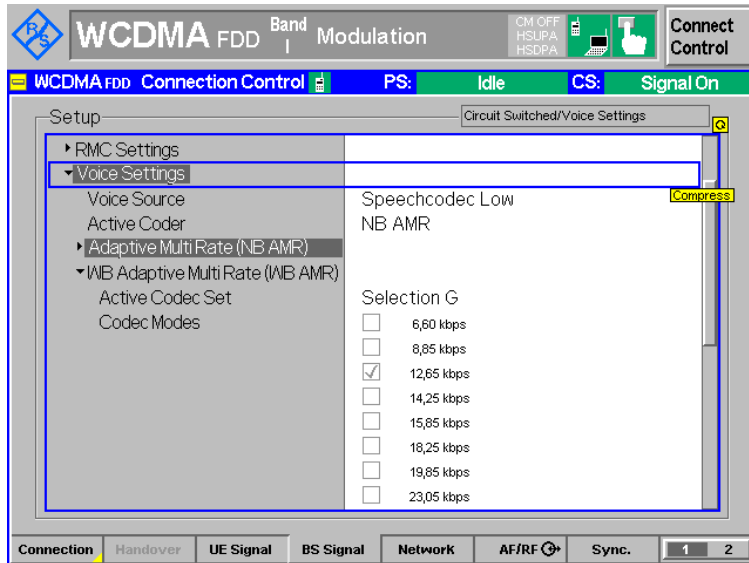 R&S
WCDMA FDD Band I Modulation
CM OFF
HSUPA
HSDPA
Connect Control
WCDMA FDD Connection Control PS: Idle CS: Signal On
Setup
Circuit Switched/Voice Settings
RMC Settings
Voice Settings
Compress
Voice Source Speechcodec Low
Active Coder NB AMR
Adaptive Multi Rate (NB AMR)
WB Adaptive Multi Rate (WB AMR)
Active Codec Set Selection G
Codec Modes 6,60 kbps
8,85 kbps
12,65 kbps
14,25 kbps
15,85 kbps
18,25 kbps
19,85 kbps
23,05 kbps
Connection Handover UE Signal BS Signal Network AF/RF Sync. 1 2